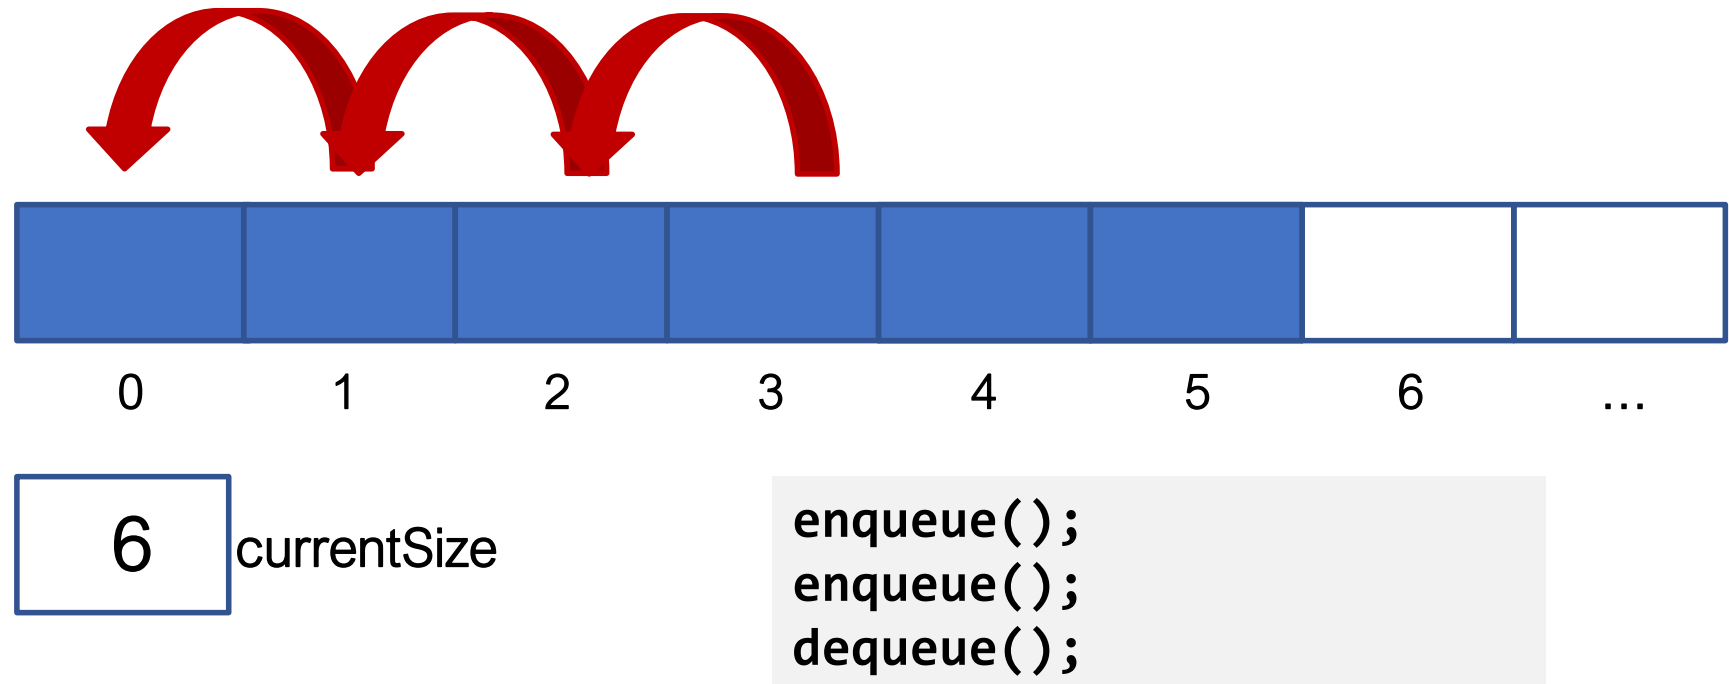 0 1 2 3 4 5 6 ...
6 currentSize
enqueue();
enqueue();
dequeue();